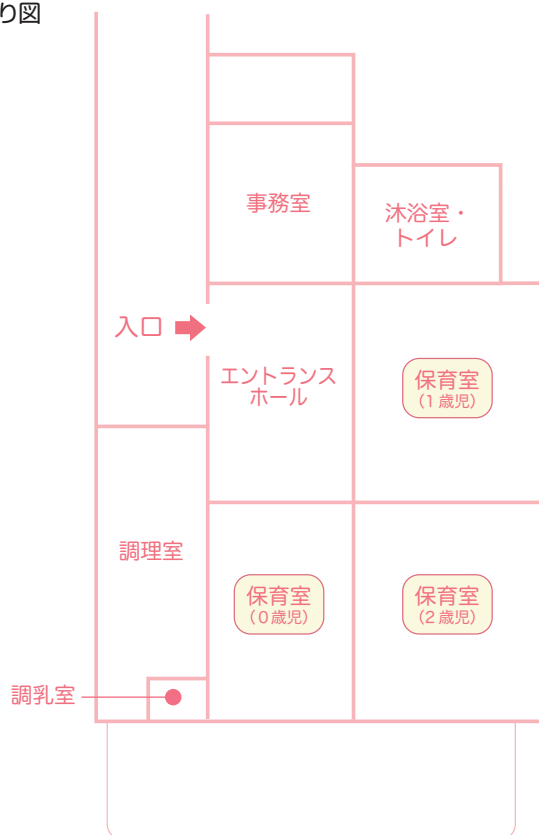 り図
事務室
沐浴室・
トイレ
入口
エントランス
ホール
保育室
(1歳児)
調理室
保育室
(0歳児)
保育室
(2歳児)
調乳室